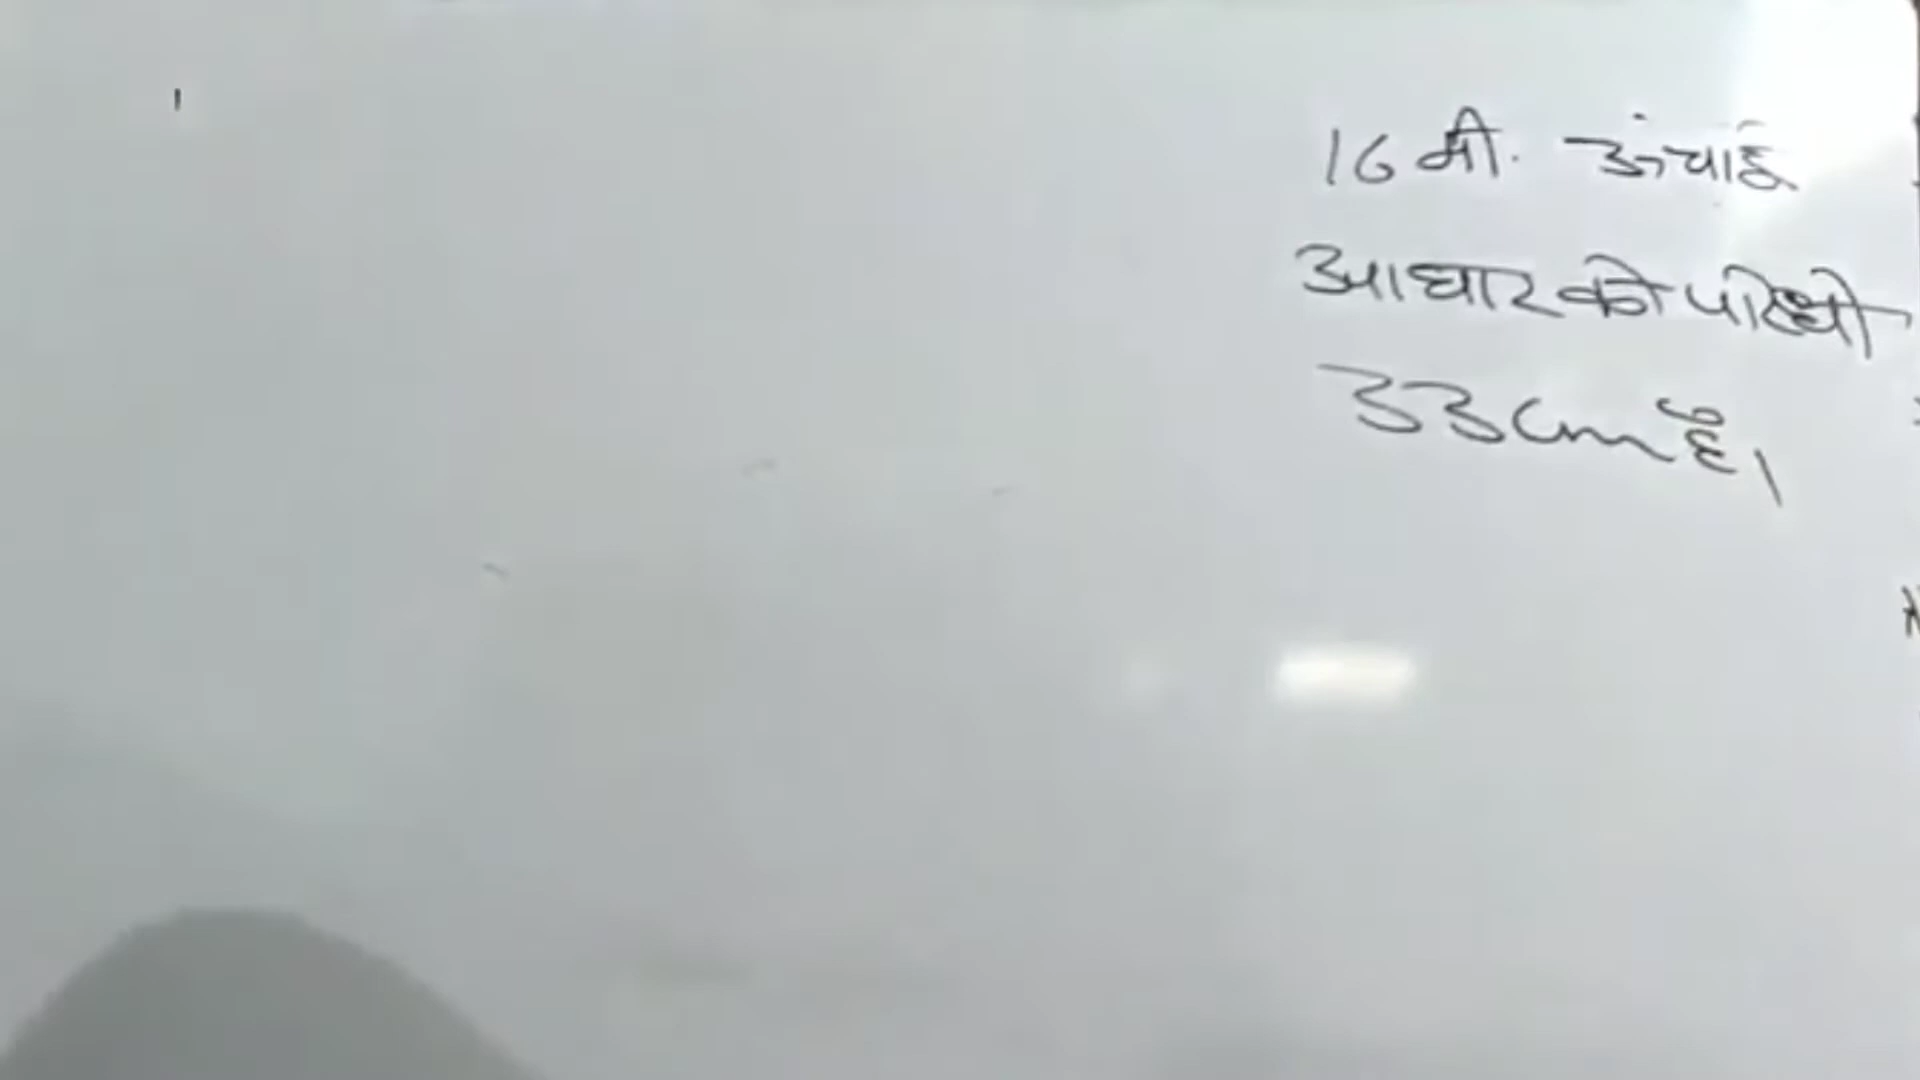 16 मी. ऊंचाई
आधार की परिधी
33 cm है।